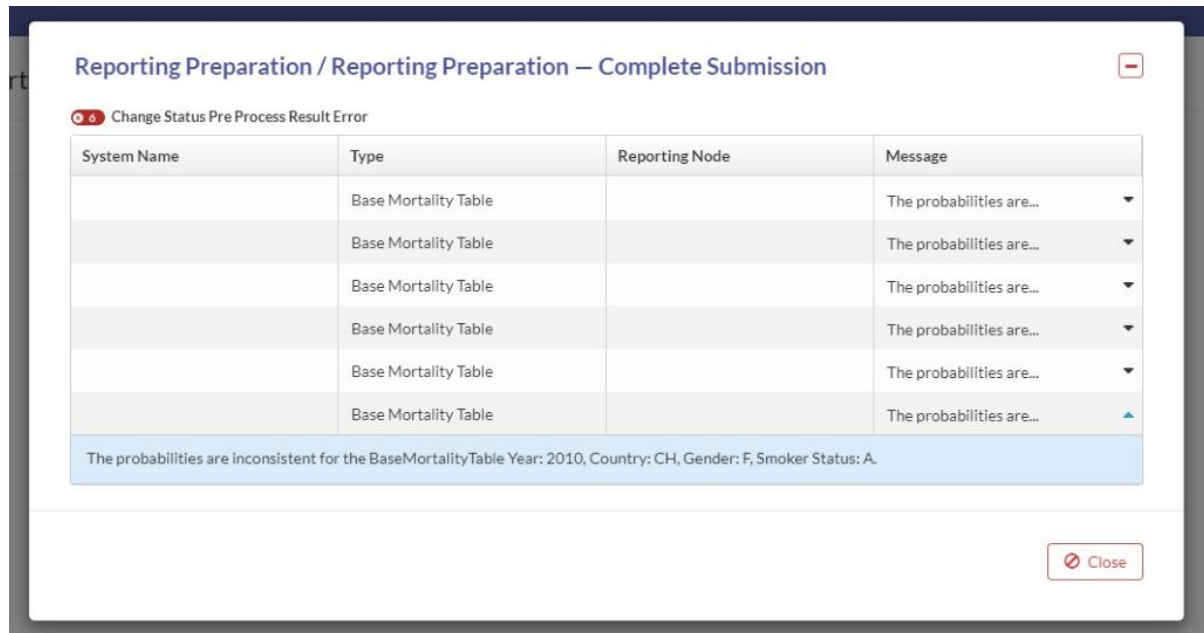 rt
Reporting Preparation / Reporting Preparation — Complete Submission
6 Change Status Pre Process Result Error
System Name Type Reporting Node Message
Base Mortality Table The probabilities are...
Base Mortality Table The probabilities are...
Base Mortality Table The probabilities are...
Base Mortality Table The probabilities are...
Base Mortality Table The probabilities are...
Base Mortality Table The probabilities are...
The probabilities are inconsistent for the BaseMortalityTable Year: 2010, Country: CH, Gender: F, Smoker Status: A.
Close